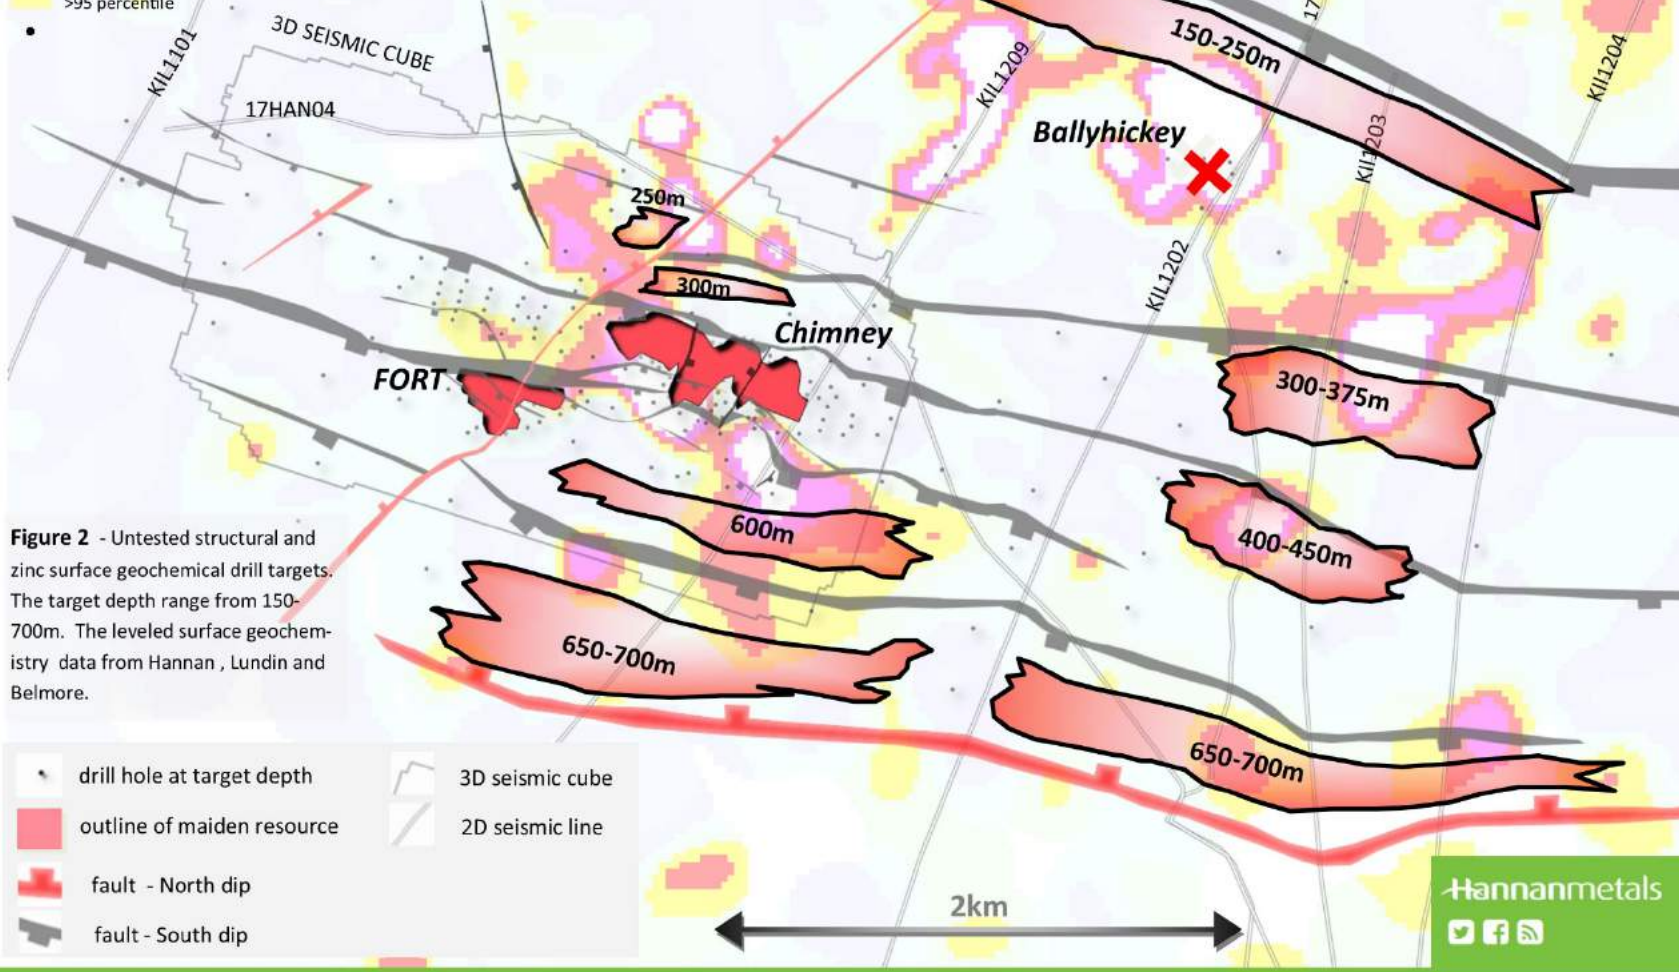 >95 percentile
3D SEISMIC CUBE
KIL1101
17HAN04
KIL1209
150-250m
17
KIl1204
Ballyhickey
KIl1203
250m
KIL1202
300m
Chimney
FORT
300-375m
600m
400-450m
650-700m
650-700m
Figure 2 - Untested structural and
zinc surface geochemical drill targets.
The target depth range from 150-
700m. The leveled surface geochem-
istry data from Hannan , Lundin and
Belmore.
drill hole at target depth
3D seismic cube
outline of maiden resource
2D seismic line
fault - North dip
fault - South dip
2km
Hannanmetals